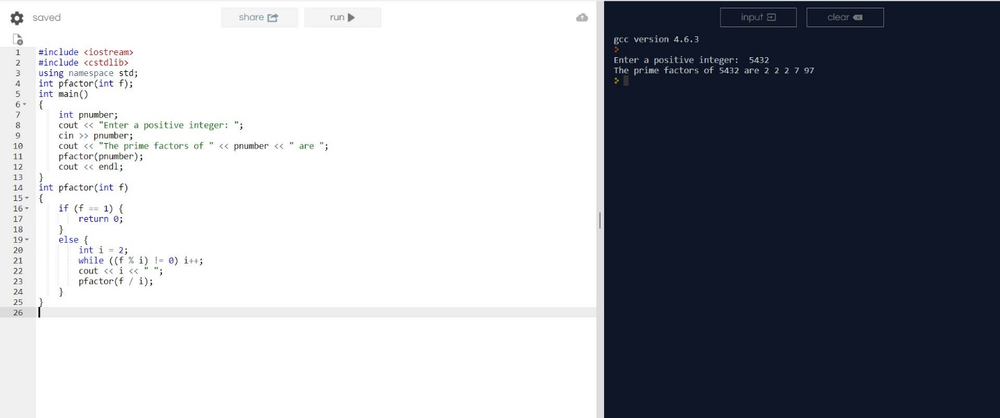 saved
share
run
input
clear
1 #include <iostream>
2 #include <cstdlib>
3 using namespace std;
4 int pfactor(int f);
5 int main()
6 {
7     int pnumber;
8     cout << "Enter a positive integer: ";
9     cin >> pnumber;
10     cout << "The prime factors of " << pnumber << " are ";
11     pfactor(pnumber);
12     cout << endl;
13 }
14 int pfactor(int f)
15 {
16     if (f == 1) {
17         return 0;
18     }
19     else {
20         int i = 2;
21         while ((f % i) != 0) i++;
22         cout << i << " ";
23         pfactor(f / i);
24     }
25 }
26
gcc version 4.6.3
Enter a positive integer:  5432
The prime factors of 5432 are 2 2 2 7 97